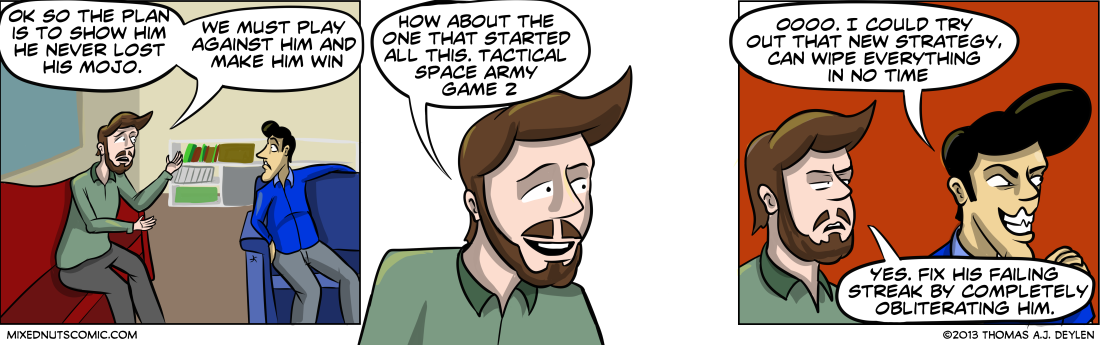 OK SO THE PLAN
IS TO SHOW HIM
HE NEVER LOST
HIS MOJO.
WE MUST PLAY
AGAINST HIM AND
MAKE HIM WIN
HOW ABOUT THE
ONE THAT STARTED
ALL THIS. TACTICAL
SPACE ARMY
GAME 2
OOOO. I COULD TRY
OUT THAT NEW STRATEGY,
CAN WIPE EVERYTHING
IN NO TIME
YES. FIX HIS FAILING
STREAK BY COMPLETELY
OBLITERATING HIM.
MIXEDNUTSCOMIC.COM
©2013 THOMAS A.J. DEYLEN